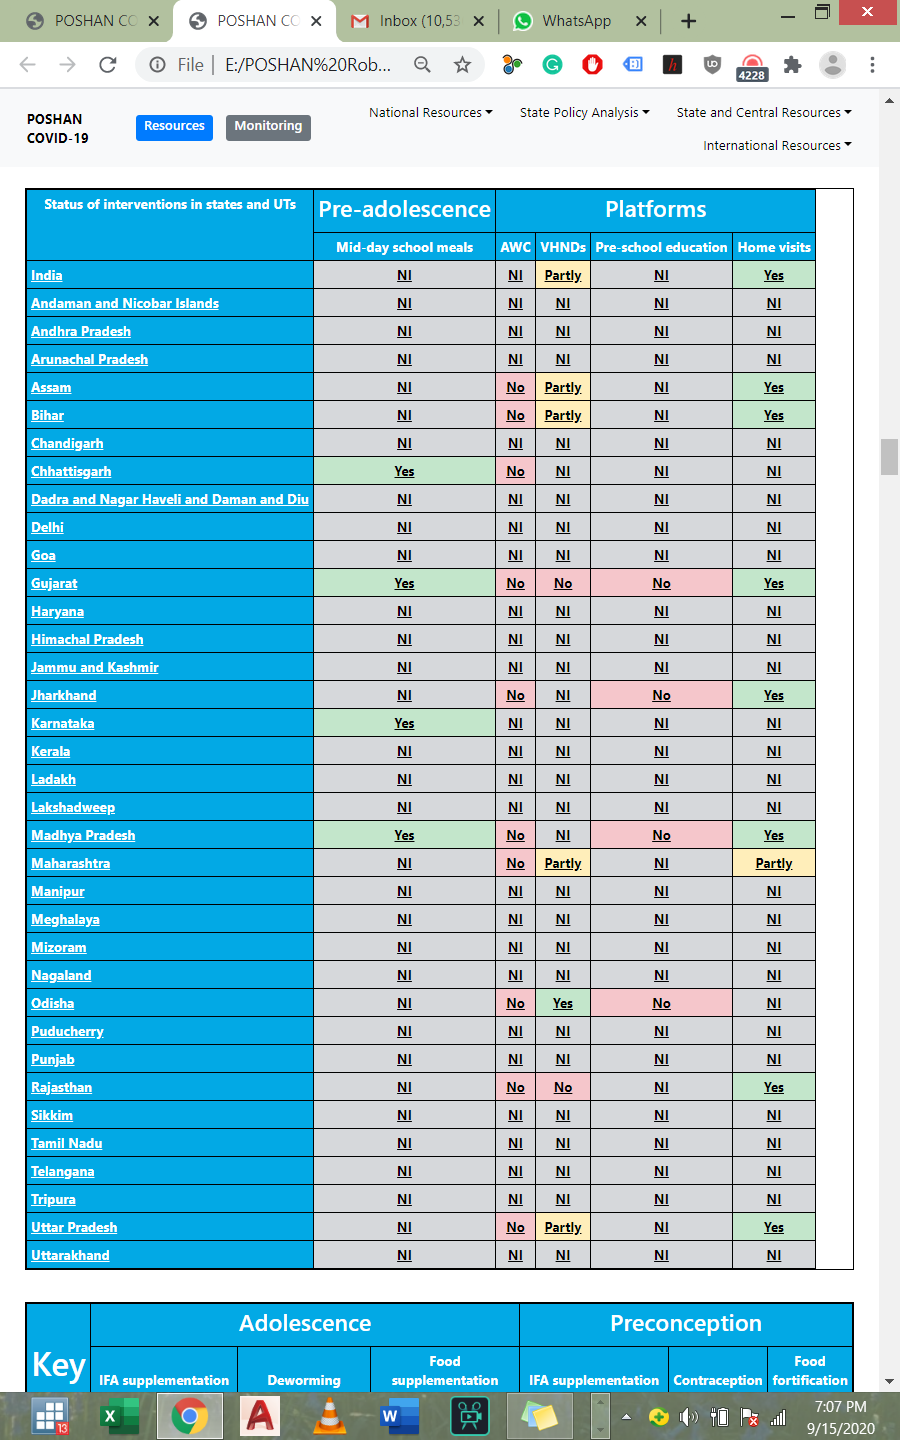 POSHAN CO
POSHAN CO
Inbox (10,53
WhatsApp
File | E:/POSHAN%20Rob...
4228
POSHAN COVID-19
Resources
Monitoring
National Resources
State Policy Analysis
State and Central Resources
International Resources
Status of interventions in states and UTs Pre-adolescence Platforms
Mid-day school meals AWC VHNDs Pre-school education Home visits
India NI NI Partly NI Yes
Andaman and Nicobar Islands NI NI NI NI NI
Andhra Pradesh NI NI NI NI NI
Arunachal Pradesh NI NI NI NI NI
Assam NI No Partly NI Yes
Bihar NI No Partly NI Yes
Chandigarh NI NI NI NI NI
Chhattisgarh Yes No NI NI NI
Dadra and Nagar Haveli and Daman and Diu NI NI NI NI NI
Delhi NI NI NI NI NI
Goa NI NI NI NI NI
Gujarat Yes No No No Yes
Haryana NI NI NI NI NI
Himachal Pradesh NI NI NI NI NI
Jammu and Kashmir NI NI NI NI NI
Jharkhand NI No NI No Yes
Karnataka Yes NI NI NI NI
Kerala NI NI NI NI NI
Ladakh NI NI NI NI NI
Lakshadweep NI NI NI NI NI
Madhya Pradesh Yes No NI No Yes
Maharashtra NI No Partly NI Partly
Manipur NI NI NI NI NI
Meghalaya NI NI NI NI NI
Mizoram NI NI NI NI NI
Nagaland NI NI NI NI NI
Odisha NI No Yes No NI
Puducherry NI NI NI NI NI
Punjab NI NI NI NI NI
Rajasthan NI No No NI Yes
Sikkim NI NI NI NI NI
Tamil Nadu NI NI NI NI NI
Telangana NI NI NI NI NI
Tripura NI NI NI NI NI
Uttar Pradesh NI No Partly NI Yes
Uttarakhand NI NI NI NI NI
Key Adolescence Preconception
IFA supplementation Deworming Food supplementation IFA supplementation Contraception Food fortification
13
7:07 PM
9/15/2020